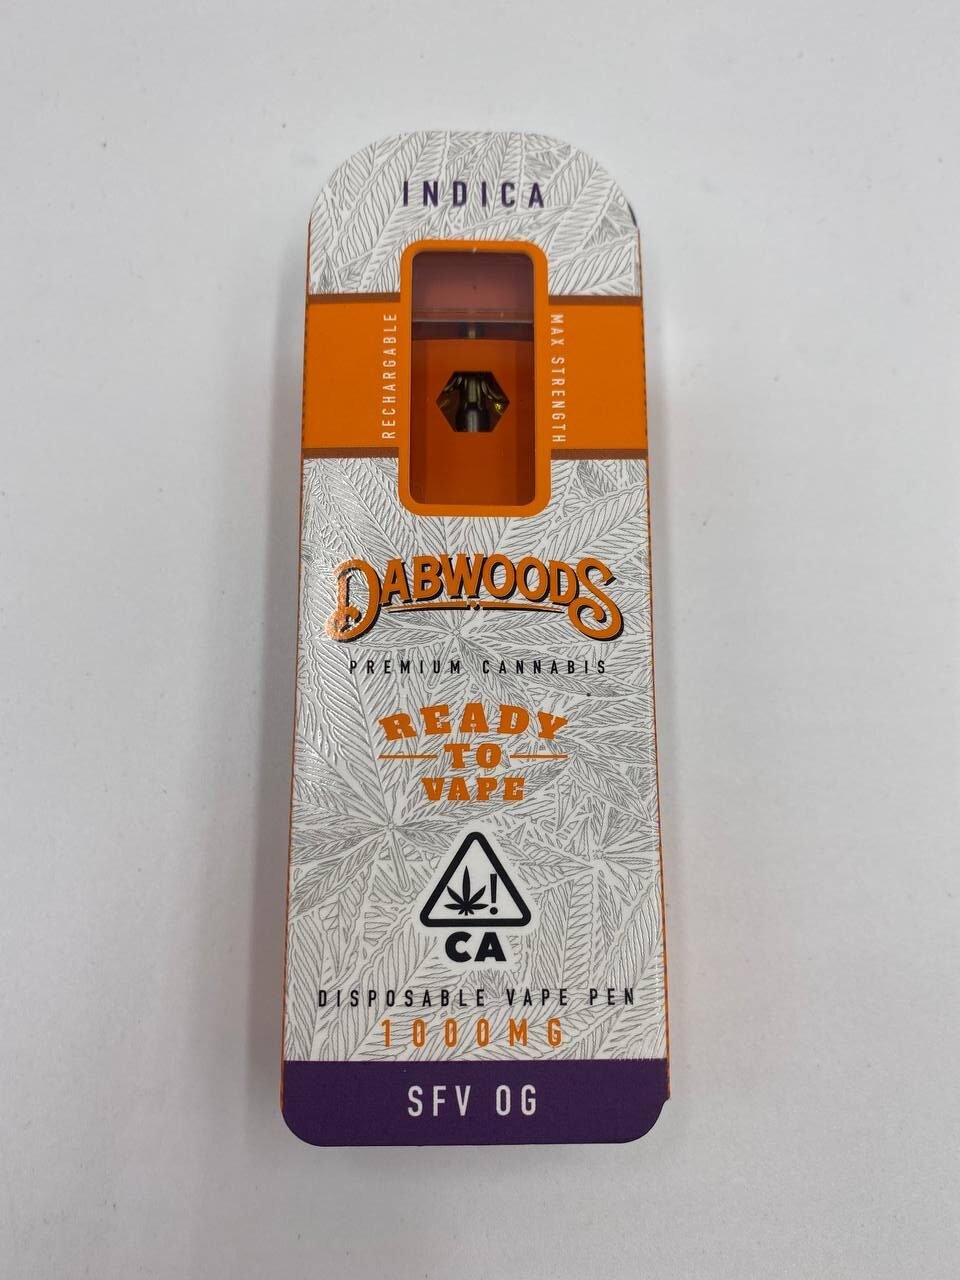 INDICA
RECHARGABLE
MAX STRENGTH
DABWOODS
PREMIUM CANNABIS
READY
TO
VAPE
!
CA
DISPOSABLE VAPE PEN
1000MG
SFV OG